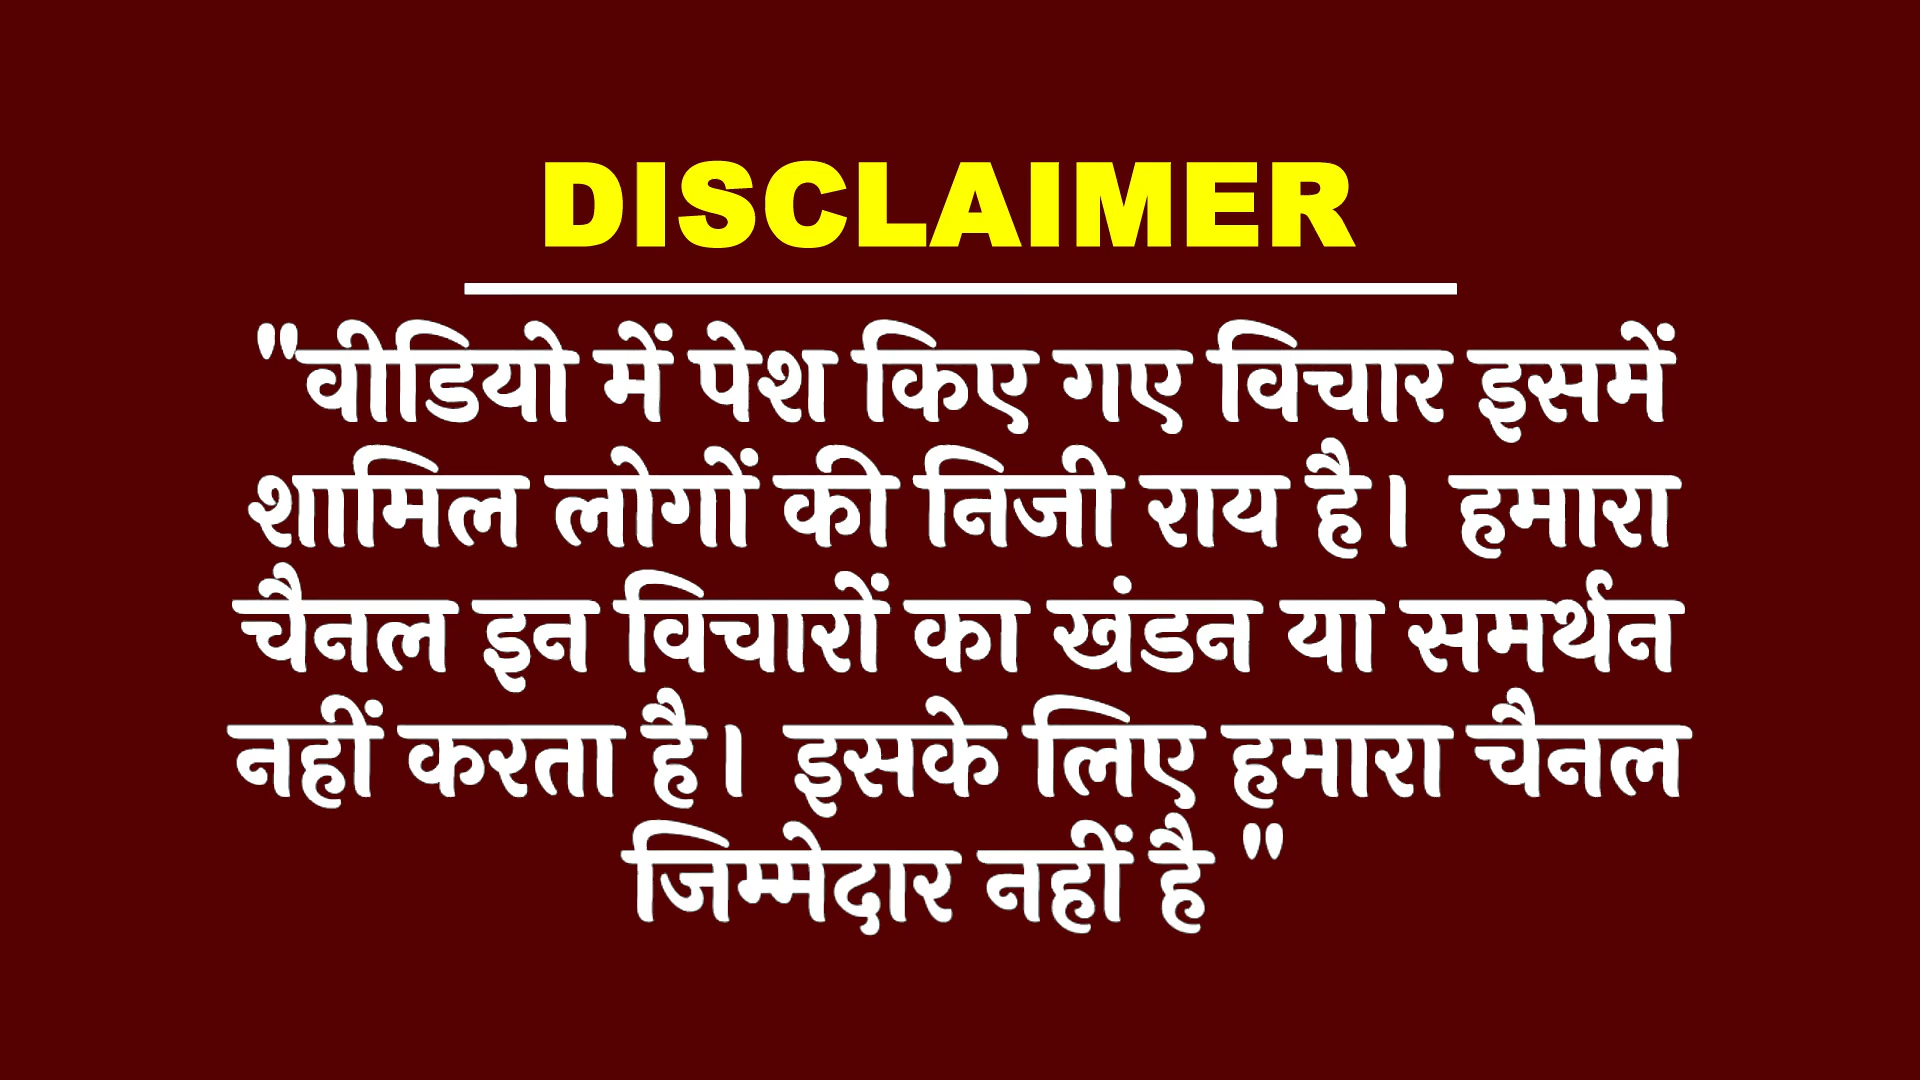 DISCLAIMER
"वीडियो में पेश किए गए विचार इसमें
शामिल लोगों की निजी राय है। हमारा
चैनल इन विचारों का खंडन या समर्थन
नहीं करता है। इसके लिए हमारा चैनल
जिम्मेदार नहीं है "